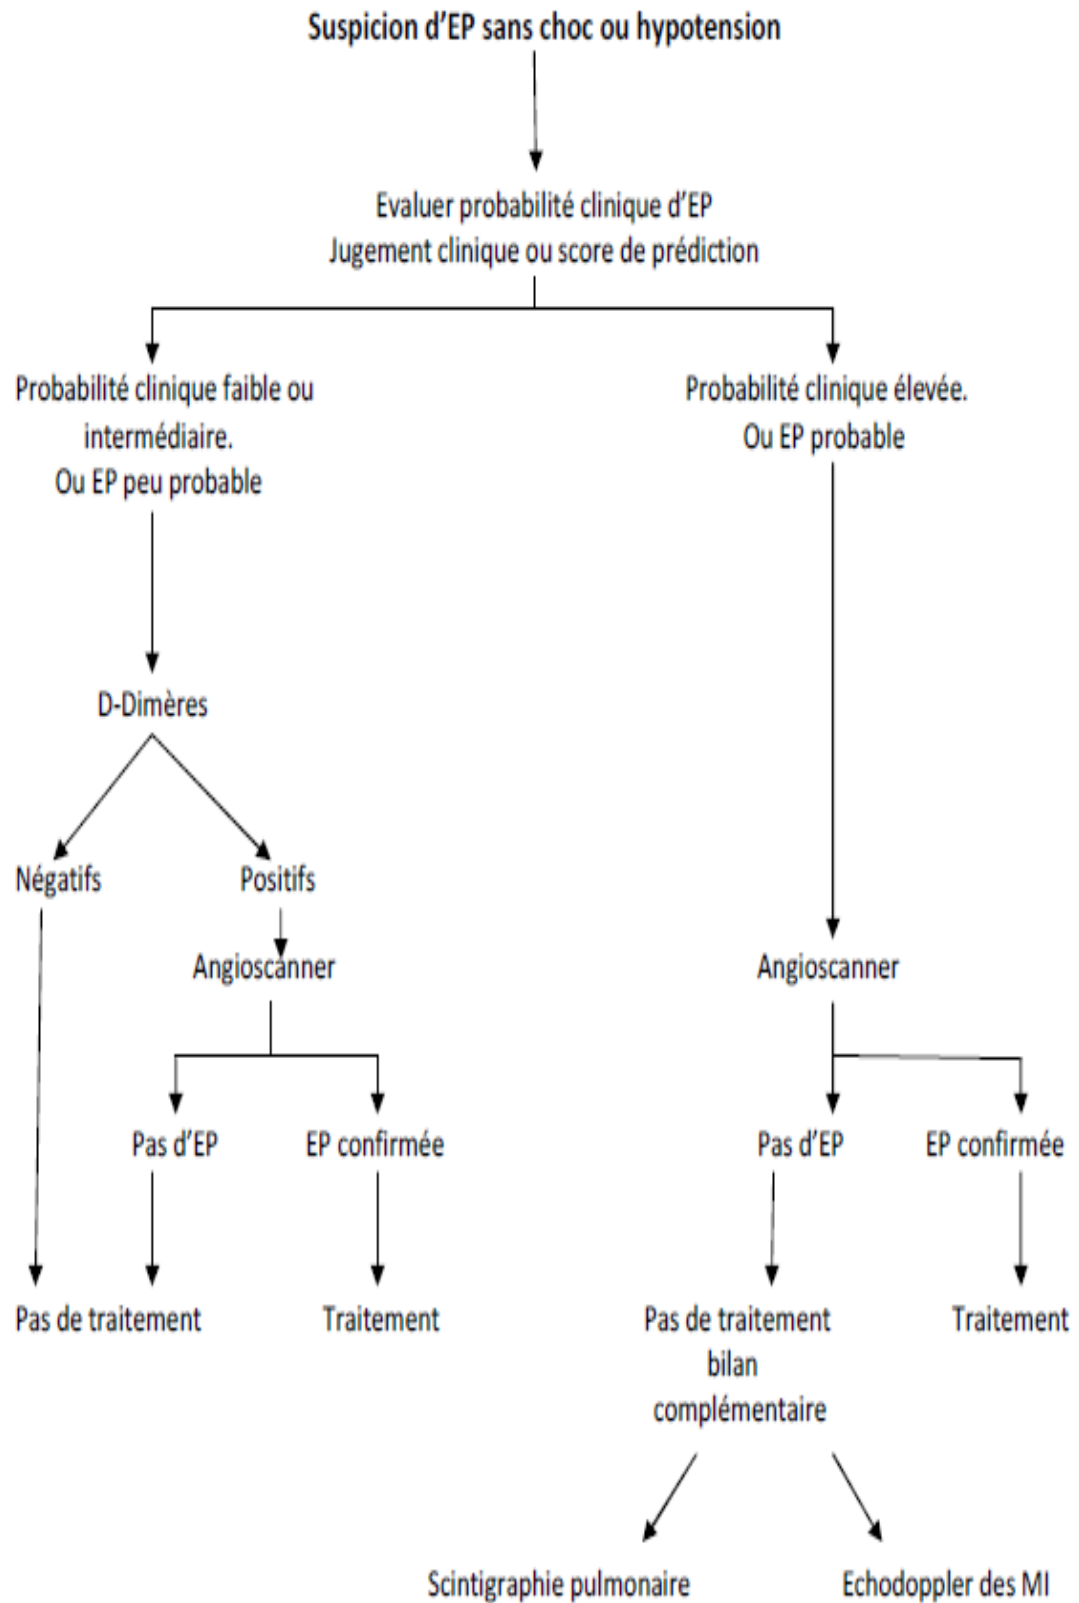 Suspicion d’EP sans choc ou hypotension
Evaluer probabilité clinique d’EP
Jugement clinique ou score de prédiction
Probabilité clinique faible ou
intermédiaire.
Ou EP peu probable
Probabilité clinique élevée.
Ou EP probable
D-Dimères
Négatifs
Positifs
Angioscanner
Angioscanner
Pas d’EP
EP confirmée
Pas d’EP
EP confirmée
Pas de traitement
Traitement
Pas de traitement
bilan
complémentaire
Traitement
Scintigraphie pulmonaire
Echodoppler des MI